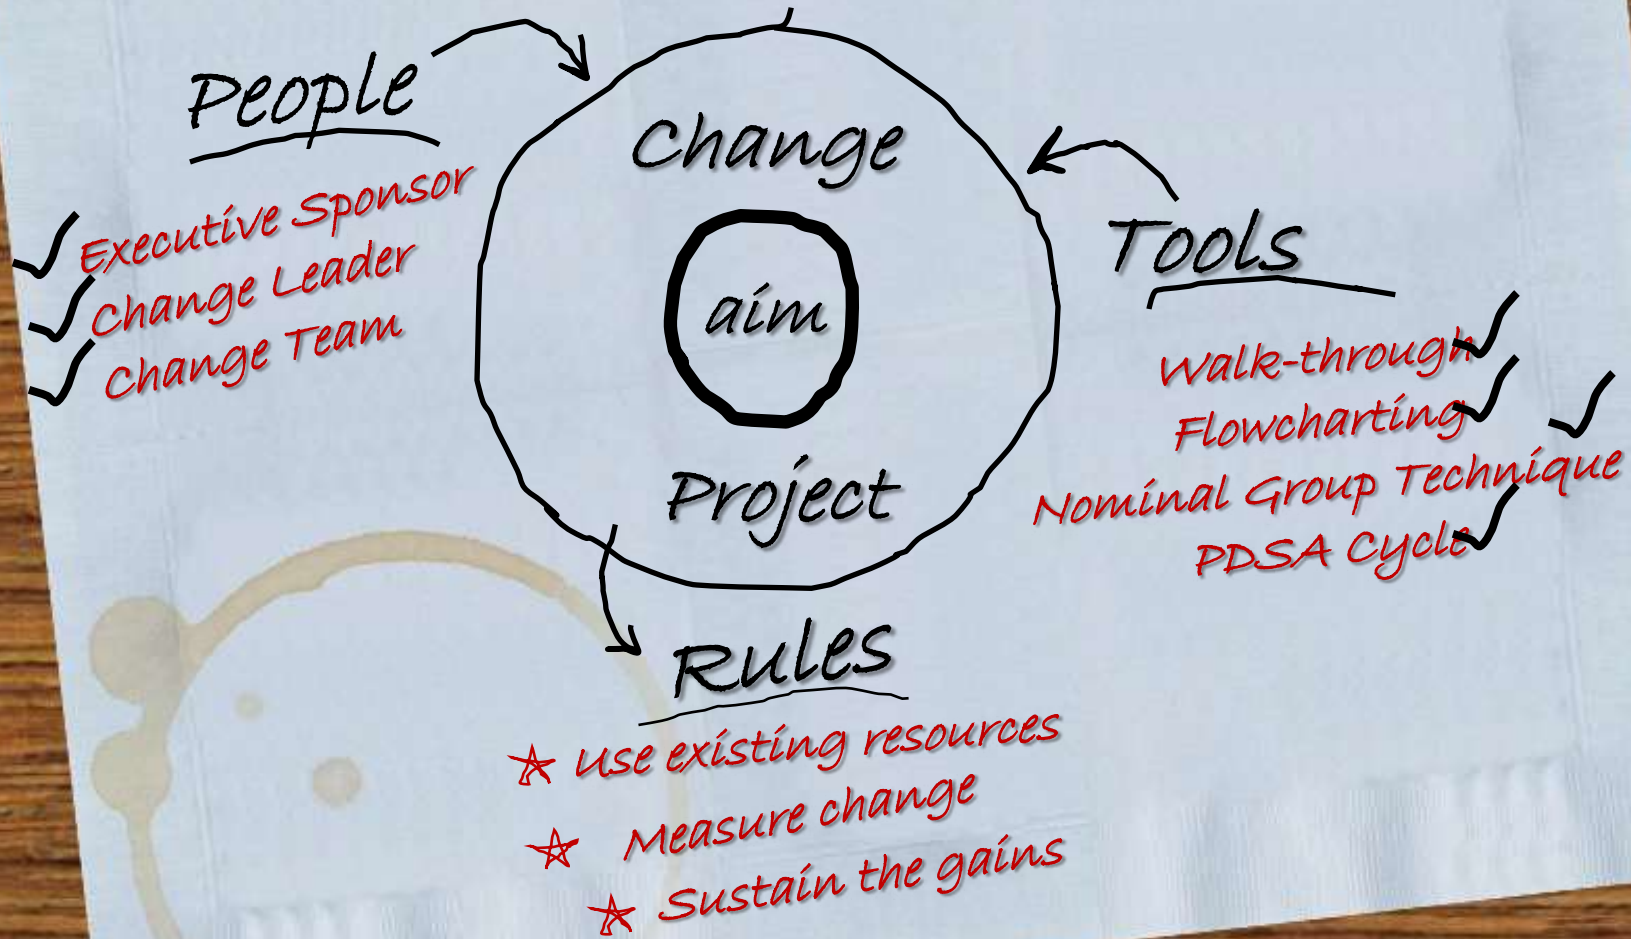 People
Executive Sponsor
Change Leader
Change Team
Change
aim
Project
Tools
Walk-through
Flowcharting
Nominal Group Technique
PDSA Cycle
Rules
Use existing resources
Measure change
Sustain the gains